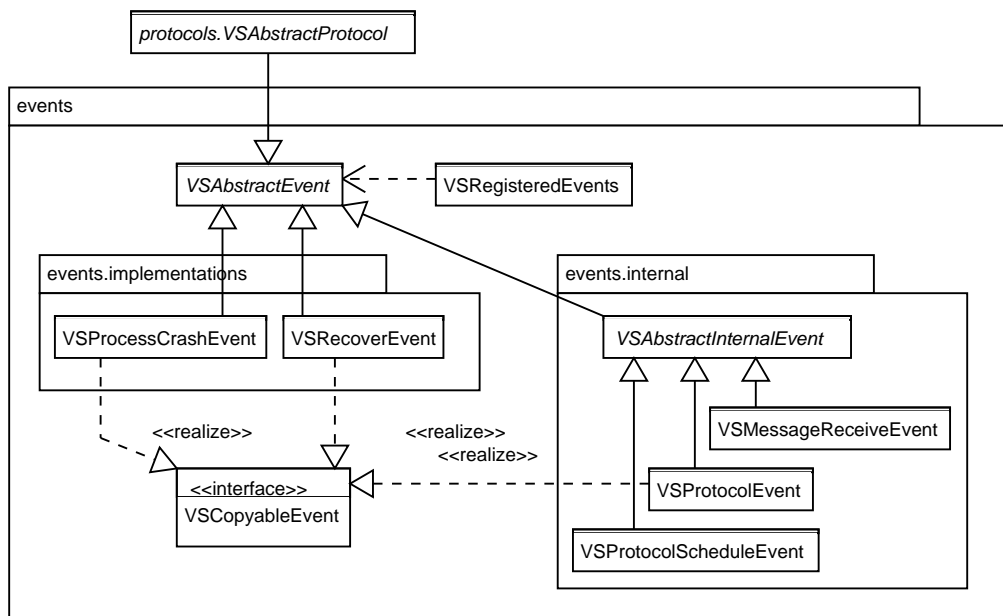 protocols.VSAbstractProtocol
events
VSAbstractEvent
VSRegisteredEvents
events.implementations
events.internal
VSProcessCrashEvent
VSRecoverEvent
VSAbstractInternalEvent
VSMessageReceiveEvent
<<realize>>
<<realize>>
<<realize>>
<<interface>>
VSCopyableEvent
VSProtocolEvent
VSProtocolScheduleEvent